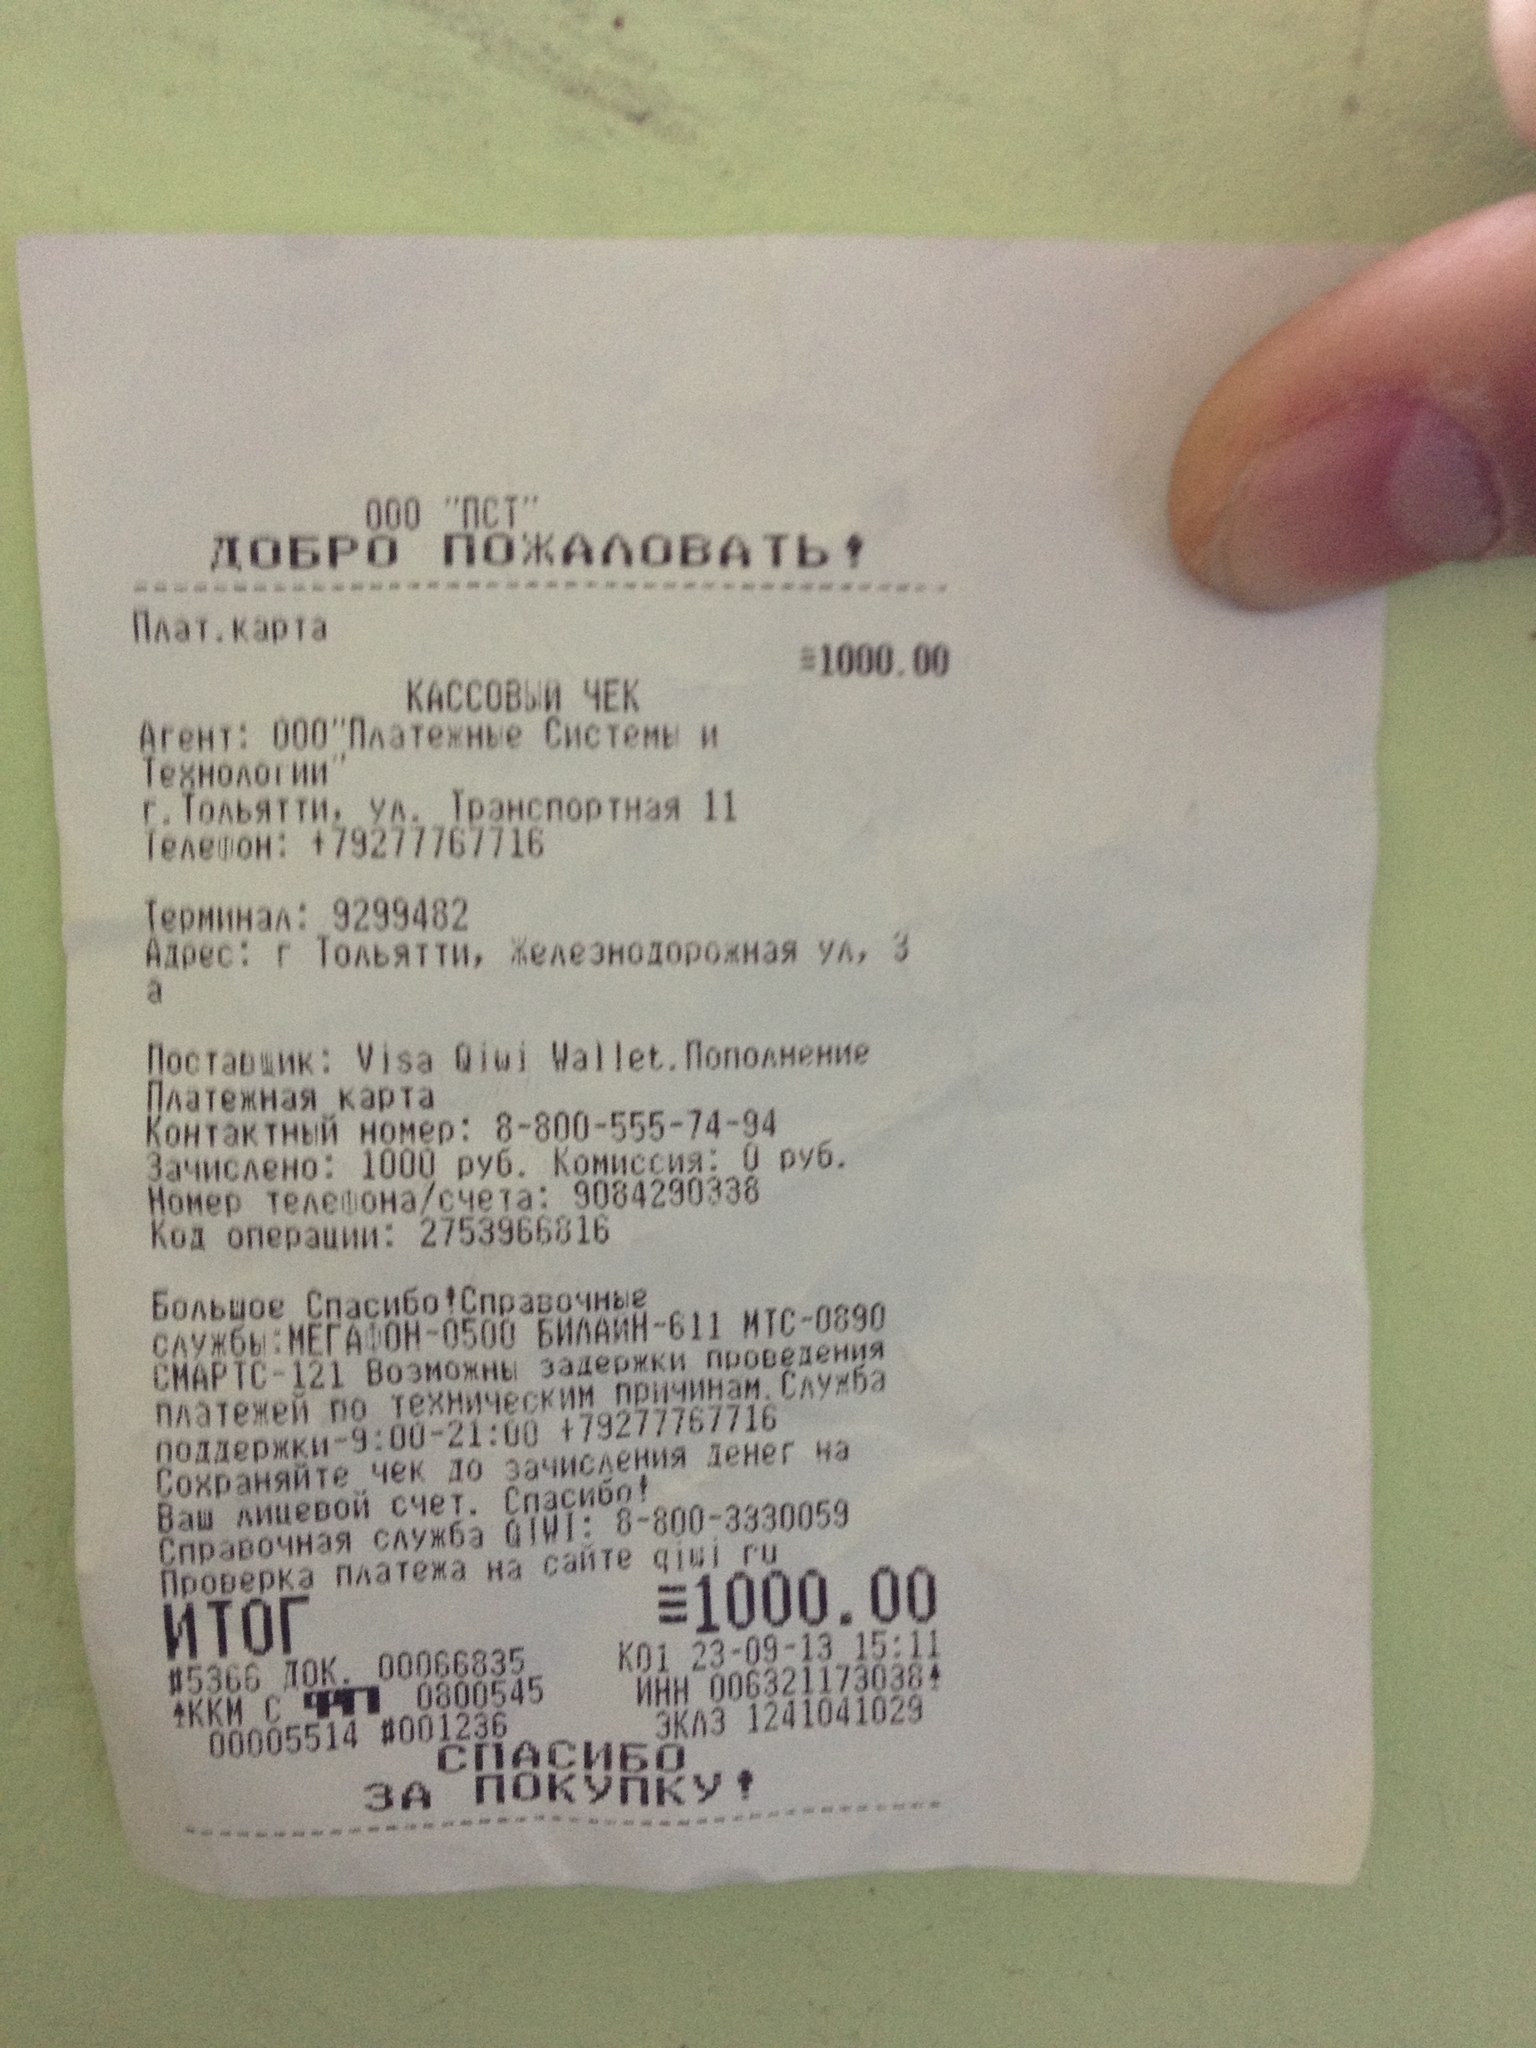 ООО "ПСТ"
ДОБРО ПОЖАЛОВАТЬ!
Плат.карта
≡1000.00
КАССОВЫЙ ЧЕК
Агент: ООО"Платежные Системы и
Технологии"
г.Тольятти, ул. Транспортная 11
Телефон: +79277767716
Терминал: 9299482
Адрес: г Тольятти, Железнодорожная ул, 3
а
Поставщик: Visa Qiwi Wallet.Пополнение
Платежная карта
Контактный номер: 8-800-555-74-94
Зачислено: 1000 руб. Комиссия: 0 руб.
Номер телефона/счета: 9084290338
Код операции: 2753966816
Большое Спасибо!Справочные
службы:МЕГАФОН-0500 БИЛАЙН-611 МТС-0890
СМАРТС-121 Возможны задержки проведения
платежей по техническим причинам.Служба
поддержки-9:00-21:00 +79277767716
Сохраняйте чек до зачисления денег на
Ваш лицевой счет. Спасибо!
Справочная служба QIWI: 8-800-3330059
Проверка платежа на сайте qiwi ru
ИТОГ ≡1000.00
#5366 ДОК. 00066835 К01 23-09-13 15:11
ККМ С ФП 0800545 ИНН 006321173038
00005514 #001236 ЭКЛЗ 1241041029
СПАСИБО
ЗА ПОКУПКУ!